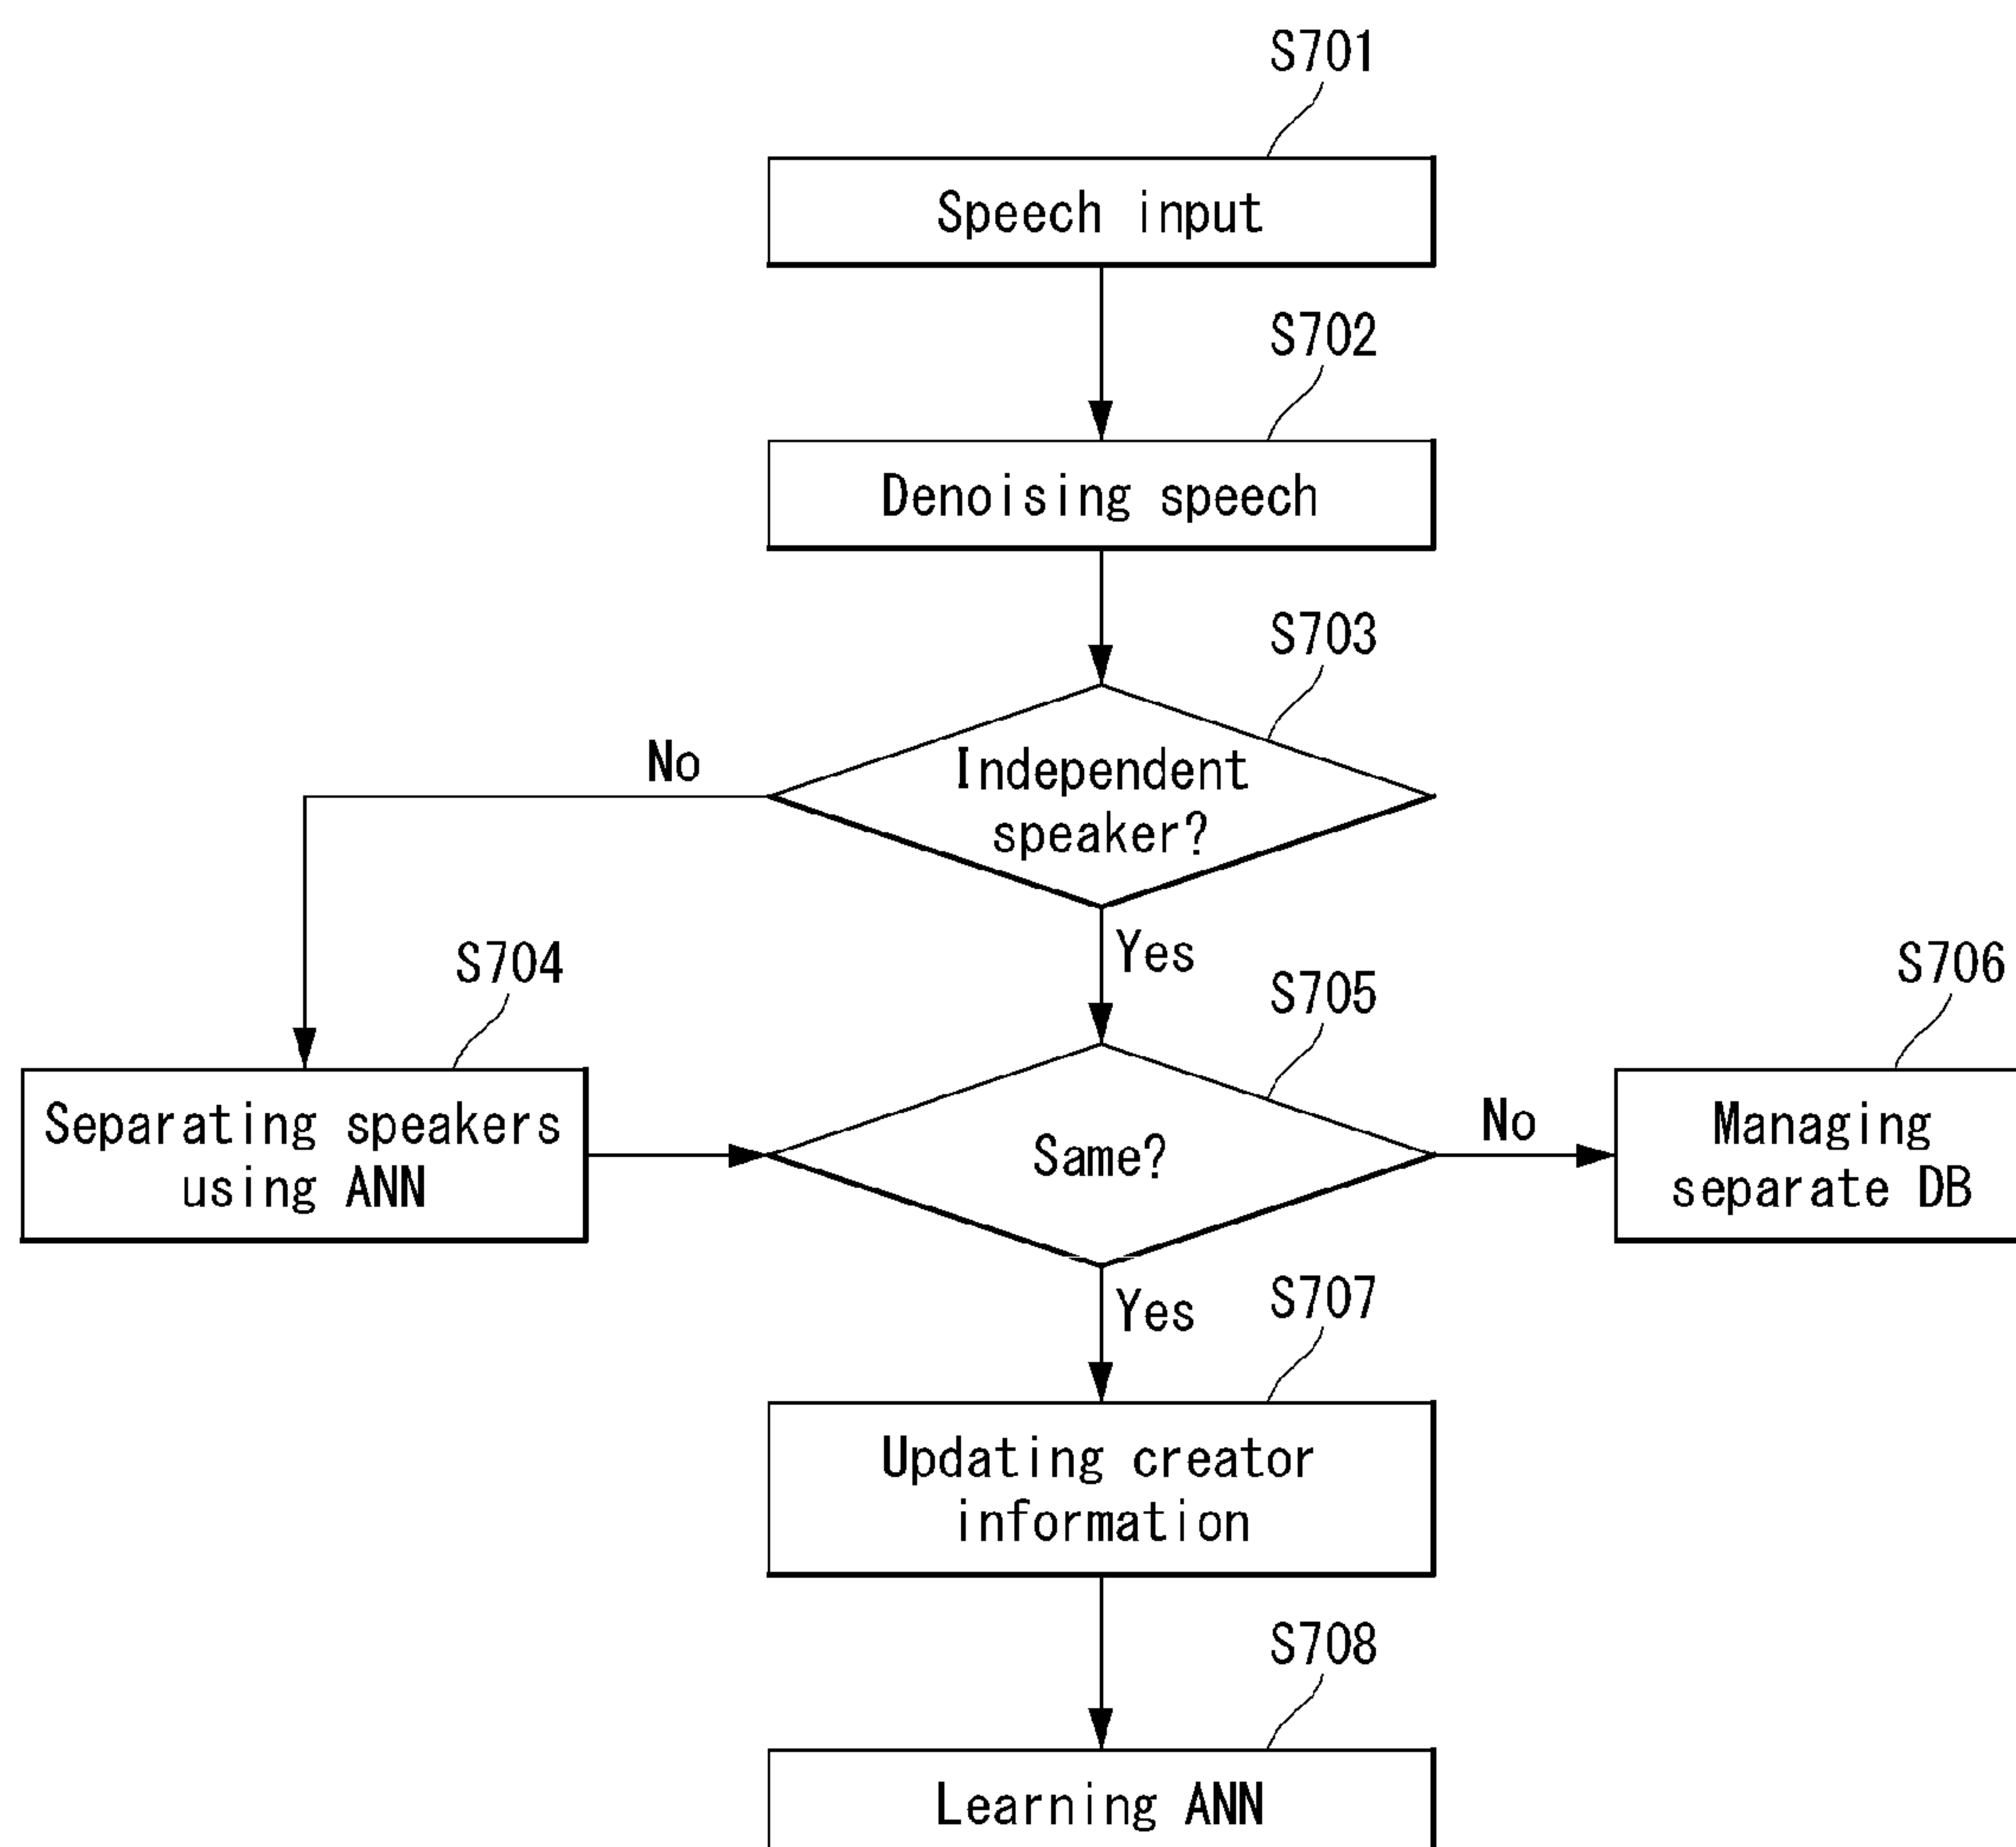 S701
Speech input
S702
Denoising speech
S703
Independent
speaker?
No
Yes
S704
Separating speakers
using ANN
S705
Same?
No
S706
Managing
separate DB
Yes
S707
Updating creator
information
S708
Learning ANN